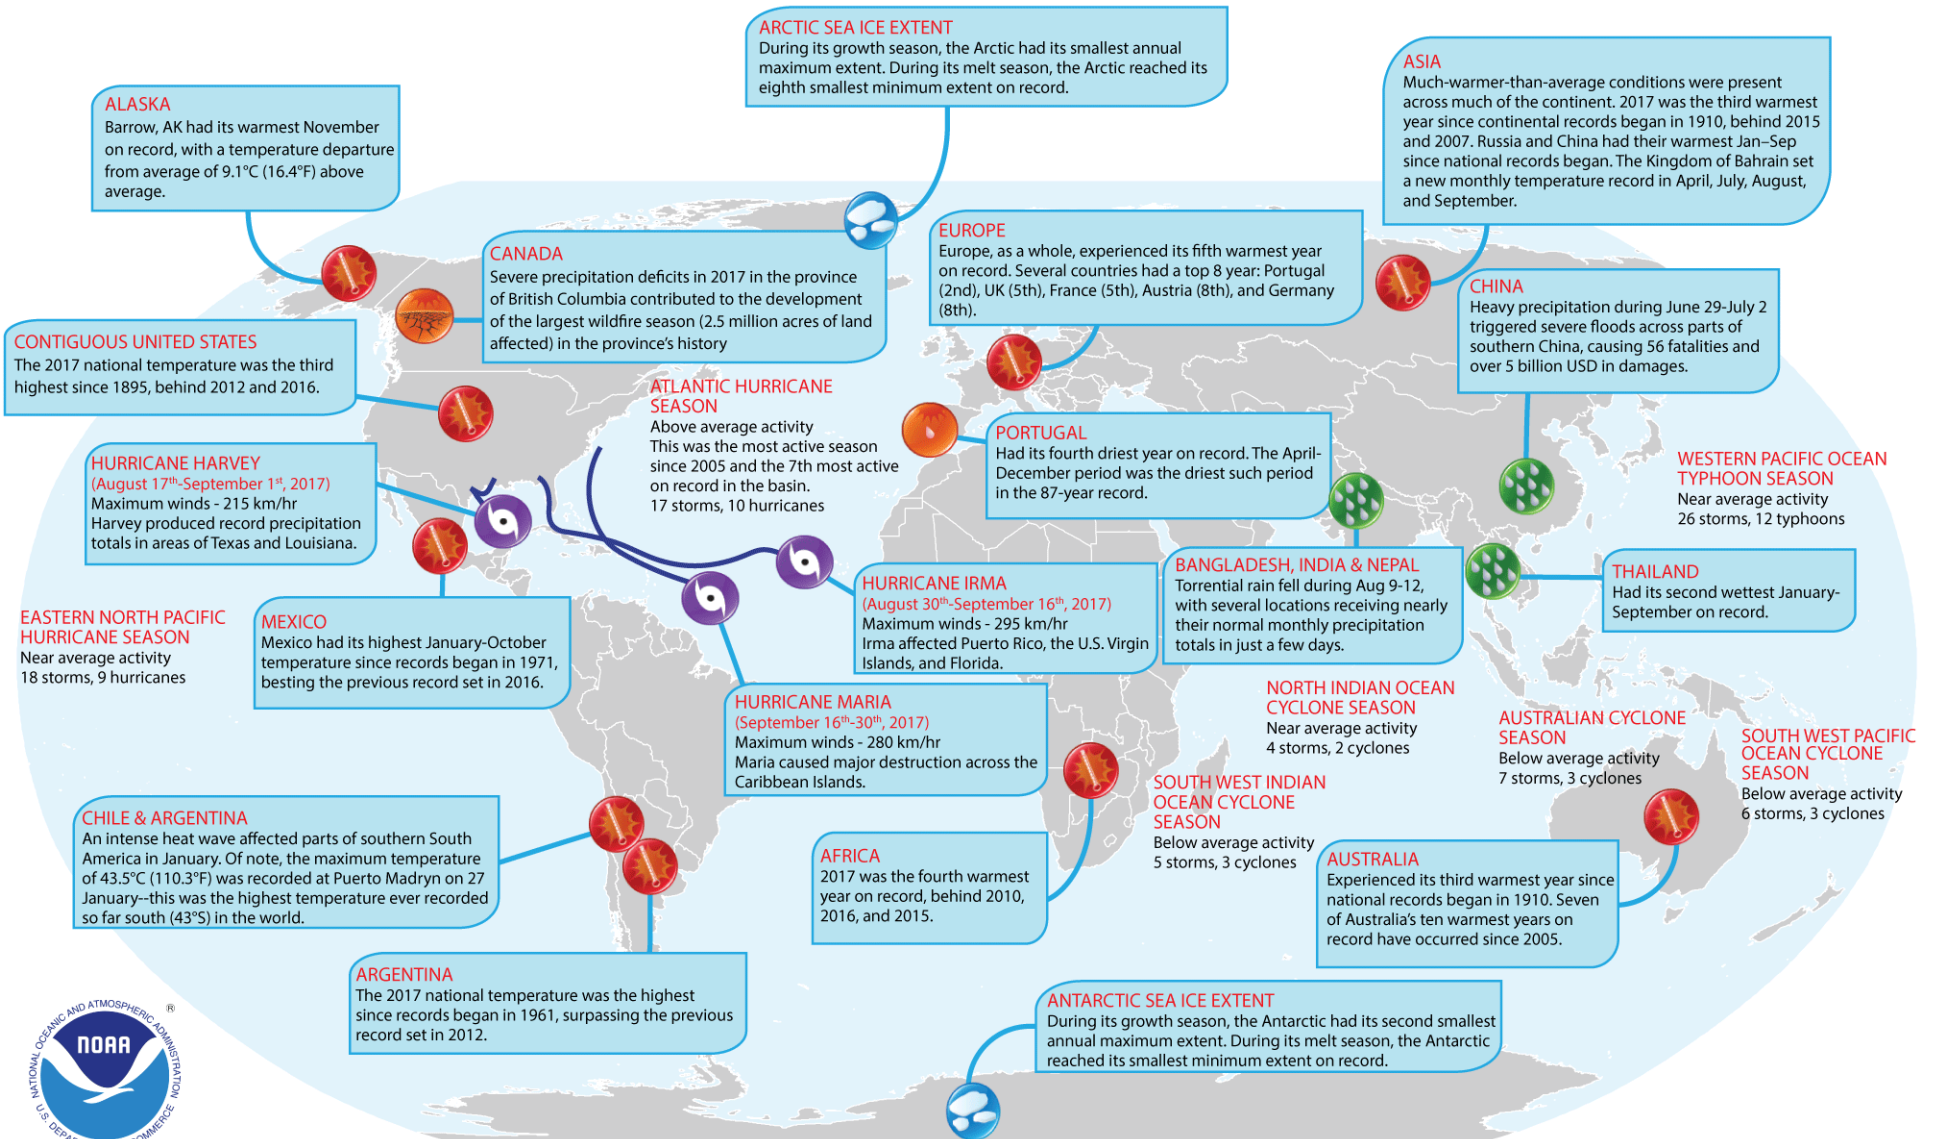 ARCTIC SEA ICE EXTENT
During its growth season, the Arctic had its smallest annual
maximum extent. During its melt season, the Arctic reached its
eighth smallest minimum extent on record.
ASIA
Much-warmer-than-average conditions were present
across much of the continent. 2017 was the third warmest
year since continental records began in 1910, behind 2015
and 2007. Russia and China had their warmest Jan–Sep
since national records began. The Kingdom of Bahrain set
a new monthly temperature record in April, July, August,
and September.
ALASKA
Barrow, AK had its warmest November
on record, with a temperature departure
from average of 9.1°C (16.4°F) above
average.
CANADA
Severe precipitation deficits in 2017 in the province
of British Columbia contributed to the development
of the largest wildfire season (2.5 million acres of land
affected) in the province's history
EUROPE
Europe, as a whole, experienced its fifth warmest year
on record. Several countries had a top 8 year: Portugal
(2nd), UK (5th), France (5th), Austria (8th), and Germany
(8th).
CHINA
Heavy precipitation during June 29-July 2
triggered severe floods across parts of
southern China, causing 56 fatalities and
over 5 billion USD in damages.
CONTIGUOUS UNITED STATES
The 2017 national temperature was the third
highest since 1895, behind 2012 and 2016.
ATLANTIC HURRICANE
SEASON
Above average activity
This was the most active season
since 2005 and the 7th most active
on record in the basin.
17 storms, 10 hurricanes
PORTUGAL
Had its fourth driest year on record. The April-
December period was the driest such period
in the 87-year record.
WESTERN PACIFIC OCEAN
TYPHOON SEASON
Near average activity
26 storms, 12 typhoons
HURRICANE HARVEY
(August 17th-September 1st, 2017)
Maximum winds - 215 km/hr
Harvey produced record precipitation
totals in areas of Texas and Louisiana.
HURRICANE IRMA
(August 30th-September 16th, 2017)
Maximum winds - 295 km/hr
Irma affected Puerto Rico, the U.S. Virgin
Islands, and Florida.
BANGLADESH, INDIA & NEPAL
Torrential rain fell during Aug 9-12,
with several locations receiving nearly
their normal monthly precipitation
totals in just a few days.
THAILAND
Had its second wettest January-
September on record.
EASTERN NORTH PACIFIC
HURRICANE SEASON
Near average activity
18 storms, 9 hurricanes
MEXICO
Mexico had its highest January-October
temperature since records began in 1971,
besting the previous record set in 2016.
HURRICANE MARIA
(September 16th-30th, 2017)
Maximum winds - 280 km/hr
Maria caused major destruction across the
Caribbean Islands.
NORTH INDIAN OCEAN
CYCLONE SEASON
Near average activity
4 storms, 2 cyclones
AUSTRALIAN CYCLONE
SEASON
Below average activity
7 storms, 3 cyclones
SOUTH WEST PACIFIC
OCEAN CYCLONE
SEASON
Below average activity
6 storms, 3 cyclones
SOUTH WEST INDIAN
OCEAN CYCLONE
SEASON
Below average activity
5 storms, 3 cyclones
CHILE & ARGENTINA
An intense heat wave affected parts of southern South
America in January. Of note, the maximum temperature
of 43.5°C (110.3°F) was recorded at Puerto Madryn on 27
January--this was the highest temperature ever recorded
so far south (43°S) in the world.
AFRICA
2017 was the fourth warmest
year on record, behind 2010,
2016, and 2015.
AUSTRALIA
Experienced its third warmest year since
national records began in 1910. Seven
of Australia's ten warmest years on
record have occurred since 2005.
ARGENTINA
The 2017 national temperature was the highest
since records began in 1961, surpassing the previous
record set in 2012.
ANTARCTIC SEA ICE EXTENT
During its growth season, the Antarctic had its second smallest
annual maximum extent. During its melt season, the Antarctic
reached its smallest minimum extent on record.
NATIONAL OCEANIC AND ATMOSPHERIC ADMINISTRATION
®
NOAA
U.S.